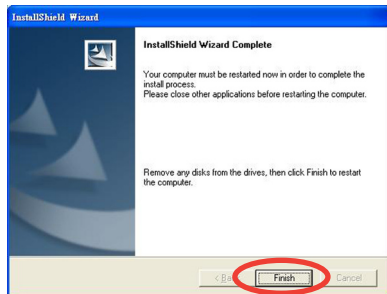 InstallShield Wizard
InstallShield Wizard Complete
Your computer must be restarted now in order to complete the
install process.
Please close other applications before restarting the computer.
Remove any disks from the drives, then click Finish to restart
the computer.
Finish
Cancel